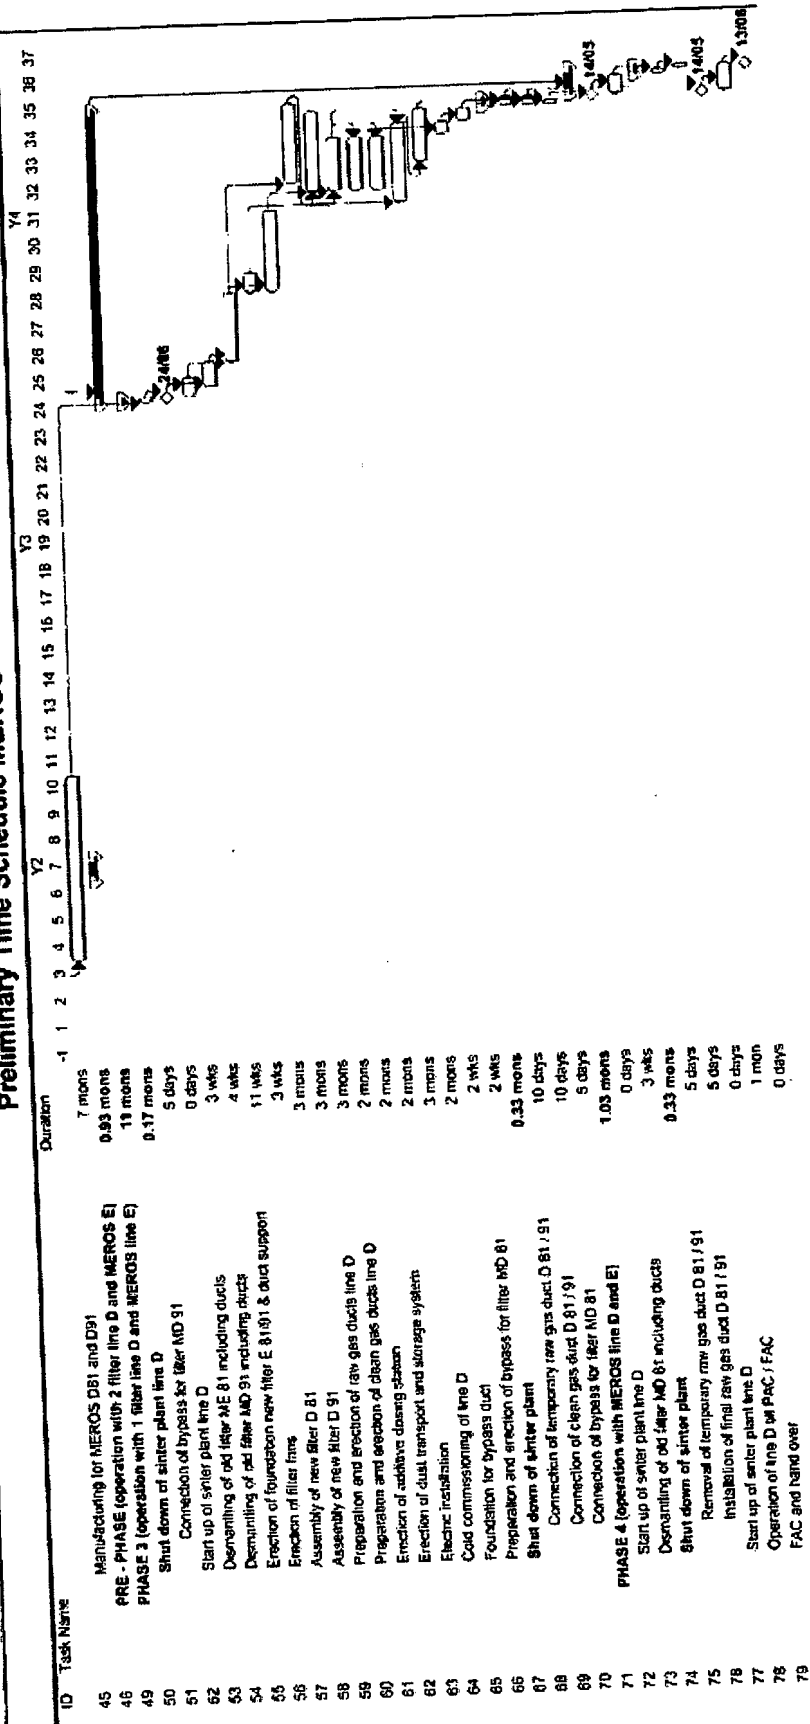 Preliminary Time Schedule
Y2 Y3 Y4
ID Task Name Duration -1 1 2 3 4 5 6 7 8 9 10 11 12 13 14 15 16 17 18 19 20 21 22 23 24 25 26 27 28 29 30 31 32 33 34 35 36 37
45 Manufacturing for MEROS D81 and D91 7 mons
46 PRE - PHASE (operation with 2 filter line D and MEROS E) 0.93 mons
49 PHASE 3 (operation with 1 filter line D and MEROS line E) 11 mons
50 Shut down of sinter plant line D 0.17 mons
51 Connection of bypass for filter MD 91 5 days
52 Start up of sinter plant line D 0 days 24/06
53 Dismantling of old filter ME 81 including ducts 3 wks
54 Dismantling of old filter MD 91 including ducts 4 wks
55 Erection of foundation new filter E 81/91 & duct support 11 wks
56 Erection of filter fans 3 wks
57 Assembly of new filter D 81 3 mons
58 Assembly of new filter D 91 3 mons
59 Preparation and erection of raw gas ducts line D 3 mons
60 Preparation and erection of clean gas ducts line D 2 mons
61 Erection of additive dosing station 2 mons
62 Erection of dust transport and storage system 2 mons
63 Electric installation 3 mons
64 Cold commissioning of line D 2 mons
65 Foundation for bypass duct 2 wks
66 Preparation and erection of bypass for filter MD 81 2 wks
67 Shut down of sinter plant 0.33 mons
68 Connection of temporary raw gas duct D 81 / 91 10 days
69 Connection of clean gas duct D 81 / 91 10 days
70 Connection of bypass for filter MD 81 5 days
71 PHASE 4 (operation with MEROS line D and E) 1.03 mons
72 Start up of sinter plant line D 0 days 14/05
73 Dismantling of old filter MD 81 including ducts 3 wks
74 Shut down of sinter plant 0.33 mons
75 Removal of temporary raw gas duct D 81 / 91 5 days
76 Installation of final raw gas duct D 81 / 91 5 days
77 Start up of sinter plant line D 0 days 14/05
78 Operation of line D till PAC / FAC 1 mon
79 FAC and hand over 0 days 13/06